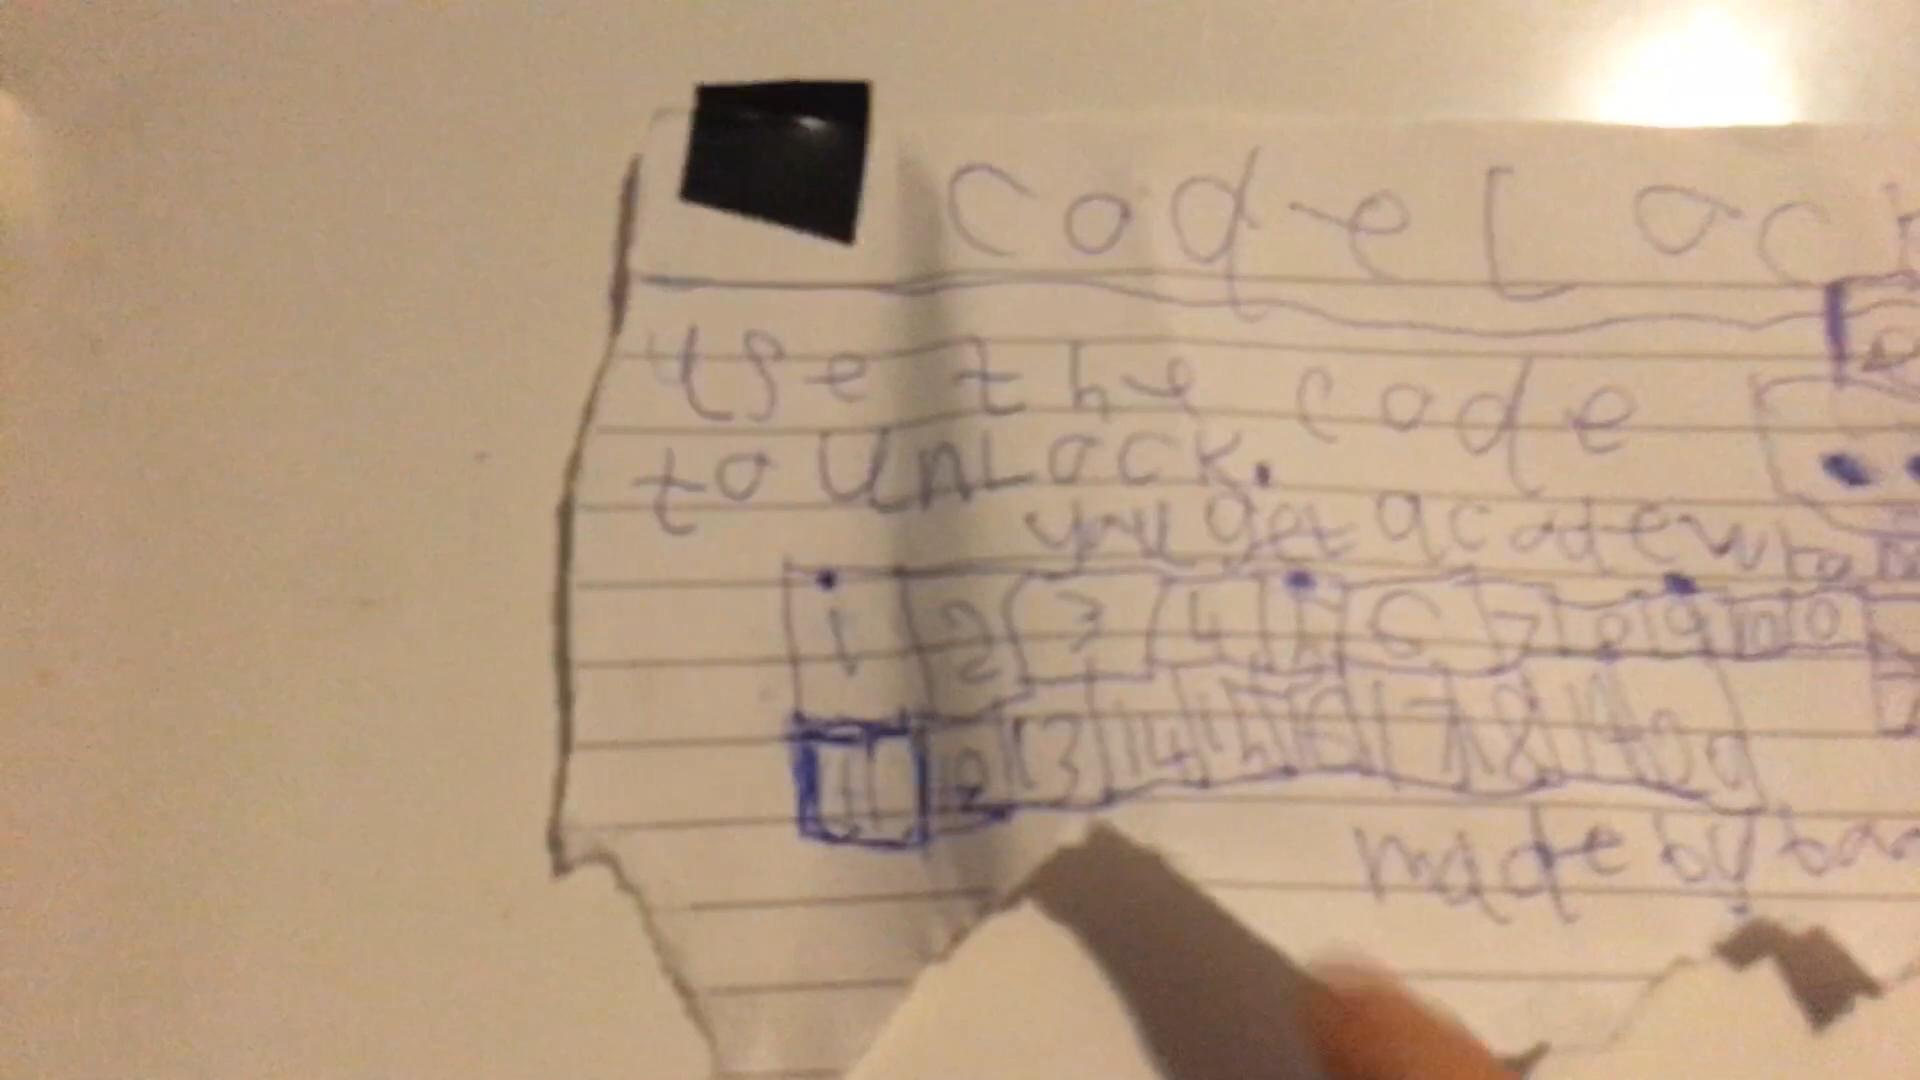 Code Lock
Use the code
to UnLock.
you get a code
1 2 3 4 5 6 7 8 9 10 0
11 12 13 14 15 16 17 18 19
made by